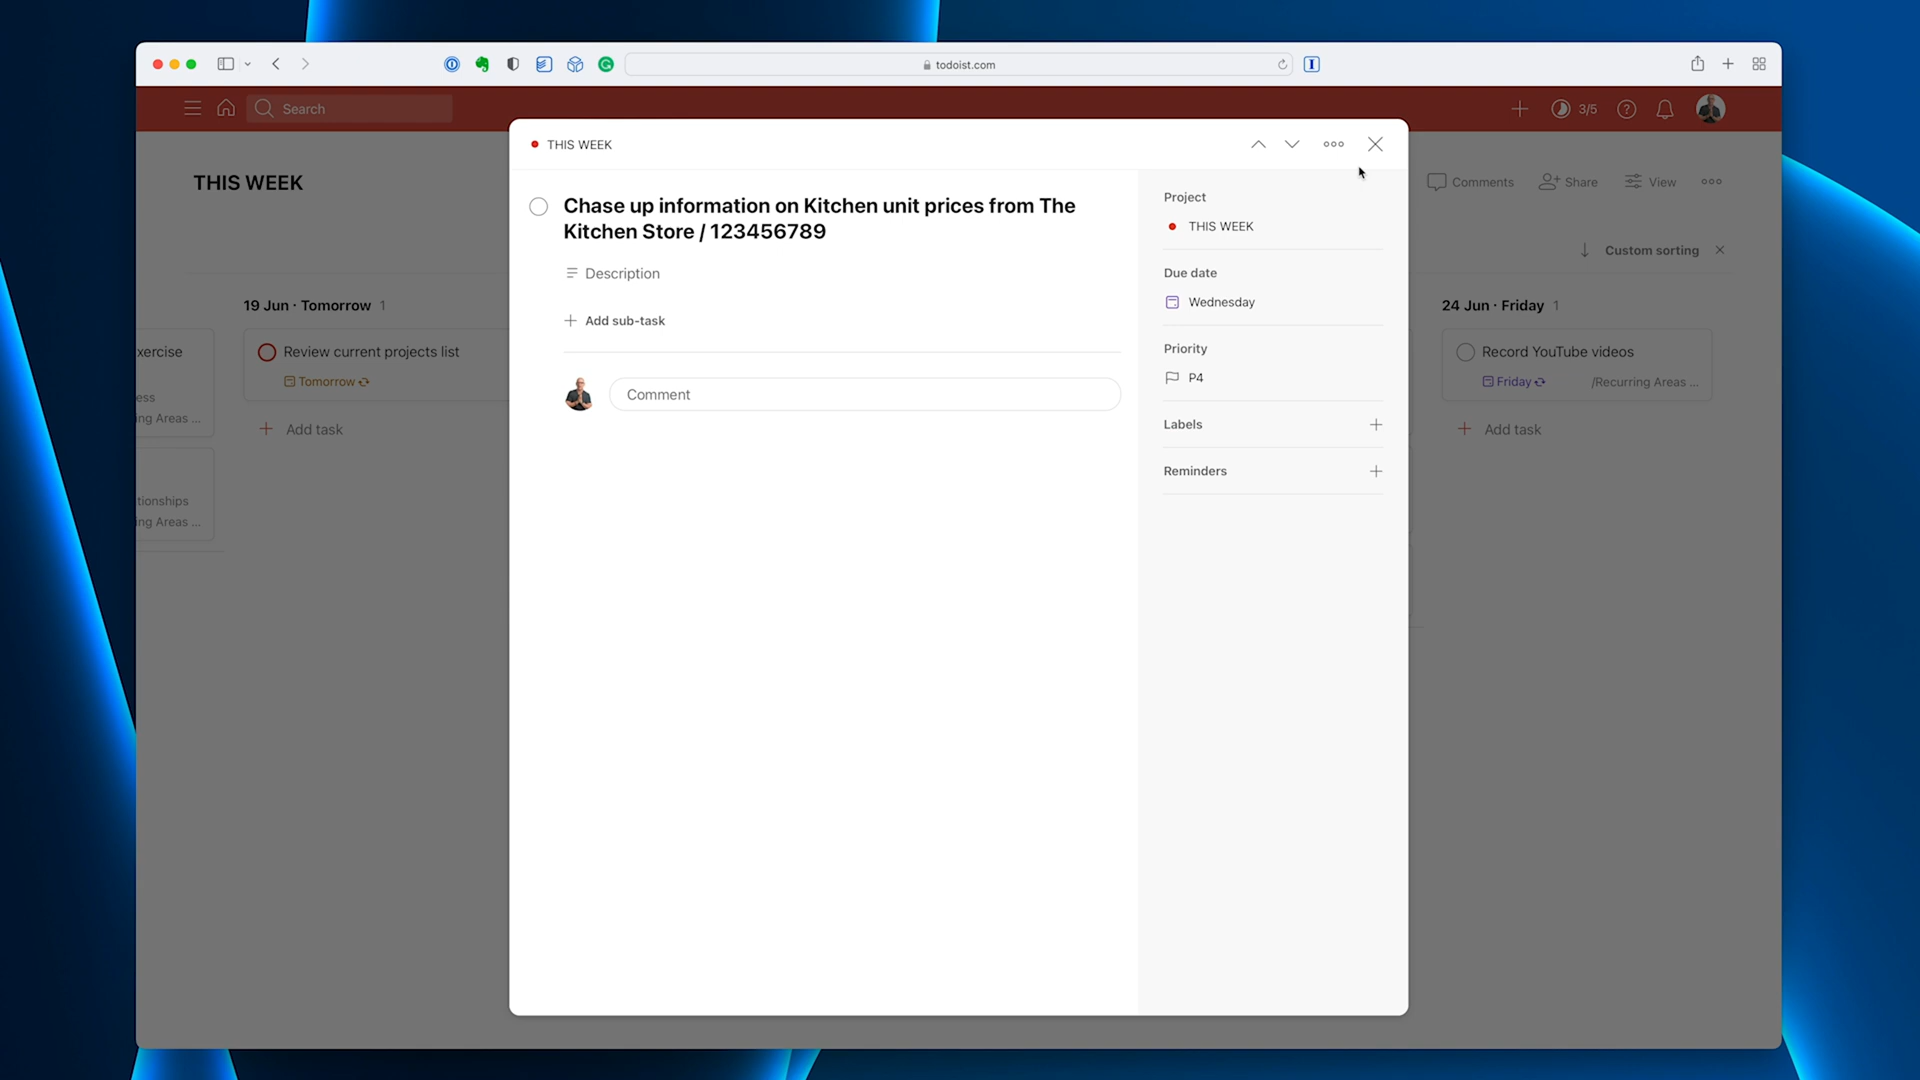 todoist.com
Search
3/5
THIS WEEK
Comments
Share
View
Custom sorting
xercise
ess
ng Areas ...
tionships
ing Areas ...
19 Jun · Tomorrow 1
Review current projects list
Tomorrow
Add task
THIS WEEK
Chase up information on Kitchen unit prices from The
Kitchen Store / 123456789
Description
Add sub-task
Comment
Project
THIS WEEK
Due date
Wednesday
Priority
P4
Labels
Reminders
24 Jun · Friday 1
Record YouTube videos
Friday
/Recurring Areas ...
Add task